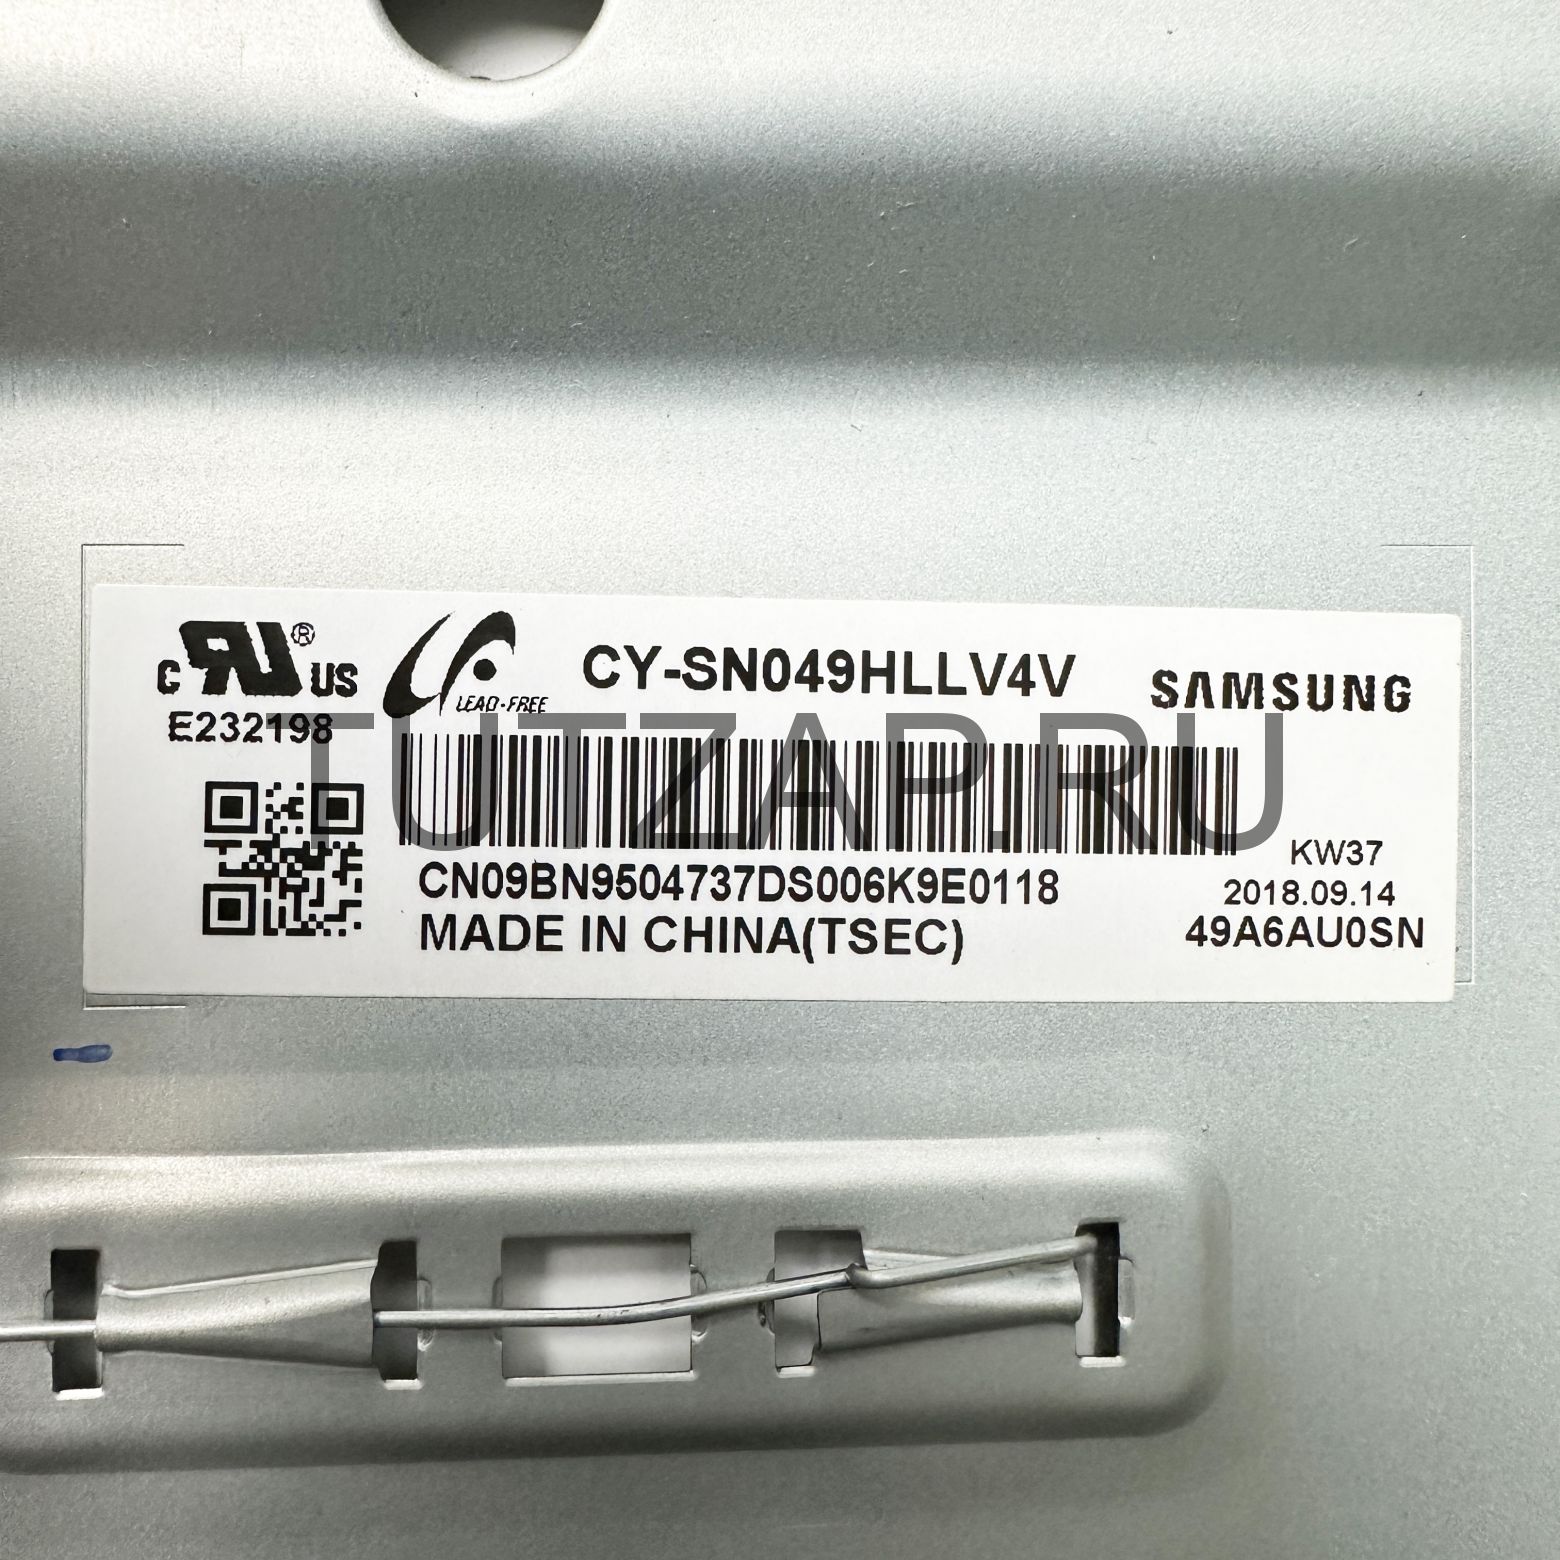 c RU ® US
E232198
LEAD-FREE
CY-SN049HLLV4V
SAMSUNG
TUTZAP.RU
CN09BN9504737DS006K9E0118
MADE IN CHINA(TSEC)
KW37
2018.09.14
49A6AU0SN